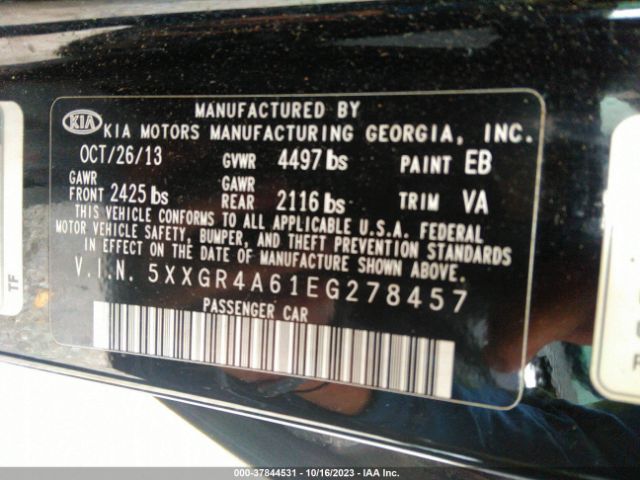 MANUFACTURED BY
KIA KIA MOTORS MANUFACTURING GEORGIA, INC.
OCT/26/13 GVWR 4497 lbs PAINT EB
GAWR FRONT 2425 lbs GAWR REAR 2116 lbs TRIM VA
THIS VEHICLE CONFORMS TO ALL APPLICABLE U.S.A. FEDERAL
MOTOR VEHICLE SAFETY, BUMPER, AND THEFT PREVENTION STANDARDS
IN EFFECT ON THE DATE OF MANUFACTURE SHOWN ABOVE.
V.I.N. 5XXGR4A61EG278457
PASSENGER CAR
TF
000-37844531 - 10/16/2023 - IAA Inc.